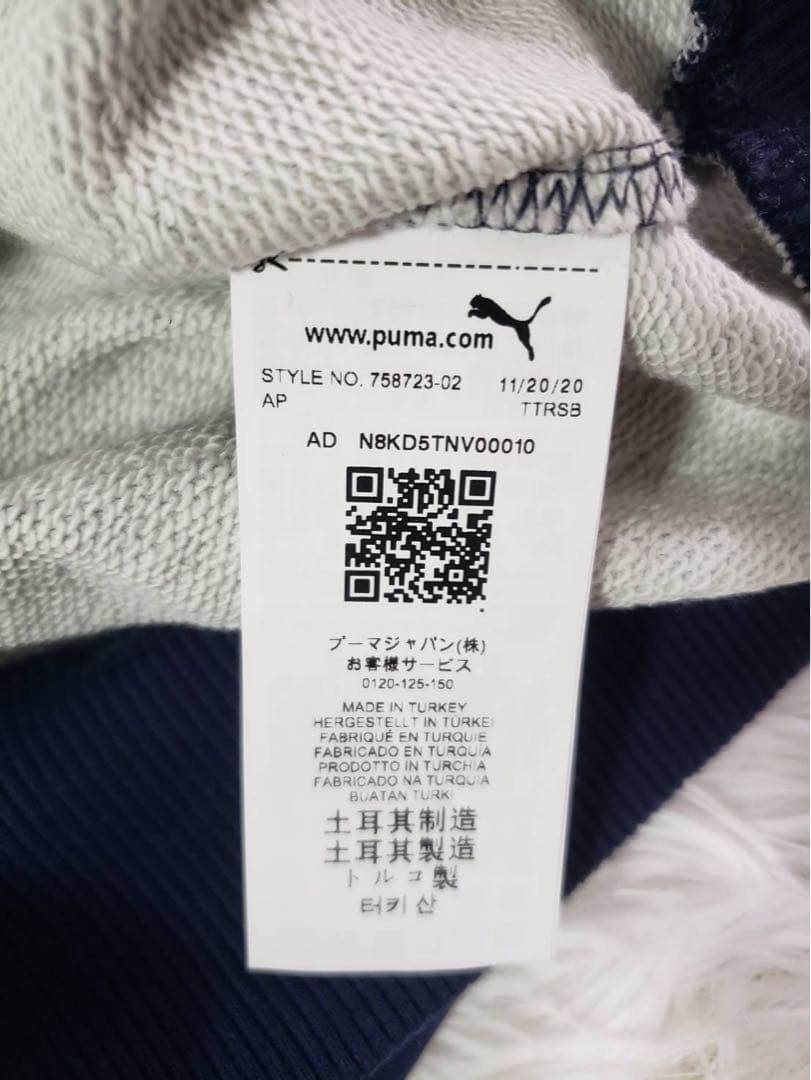 www.puma.com
STYLE NO. 758723-02 11/20/20
AP TTRSB
AD N8KD5TNV00010
プーマジャパン(株)
お客様サービス
0120-125-150
MADE IN TURKEY
HERGESTELLT IN TÜRKEI
FABRIQUÉ EN TURQUIE
FABRICADO EN TURQUÍA
PRODOTTO IN TURCHIA
FABRICADO NA TURQUIA
BUATAN TURKI
土耳其制造
土耳其製造
トルコ製
터키 산